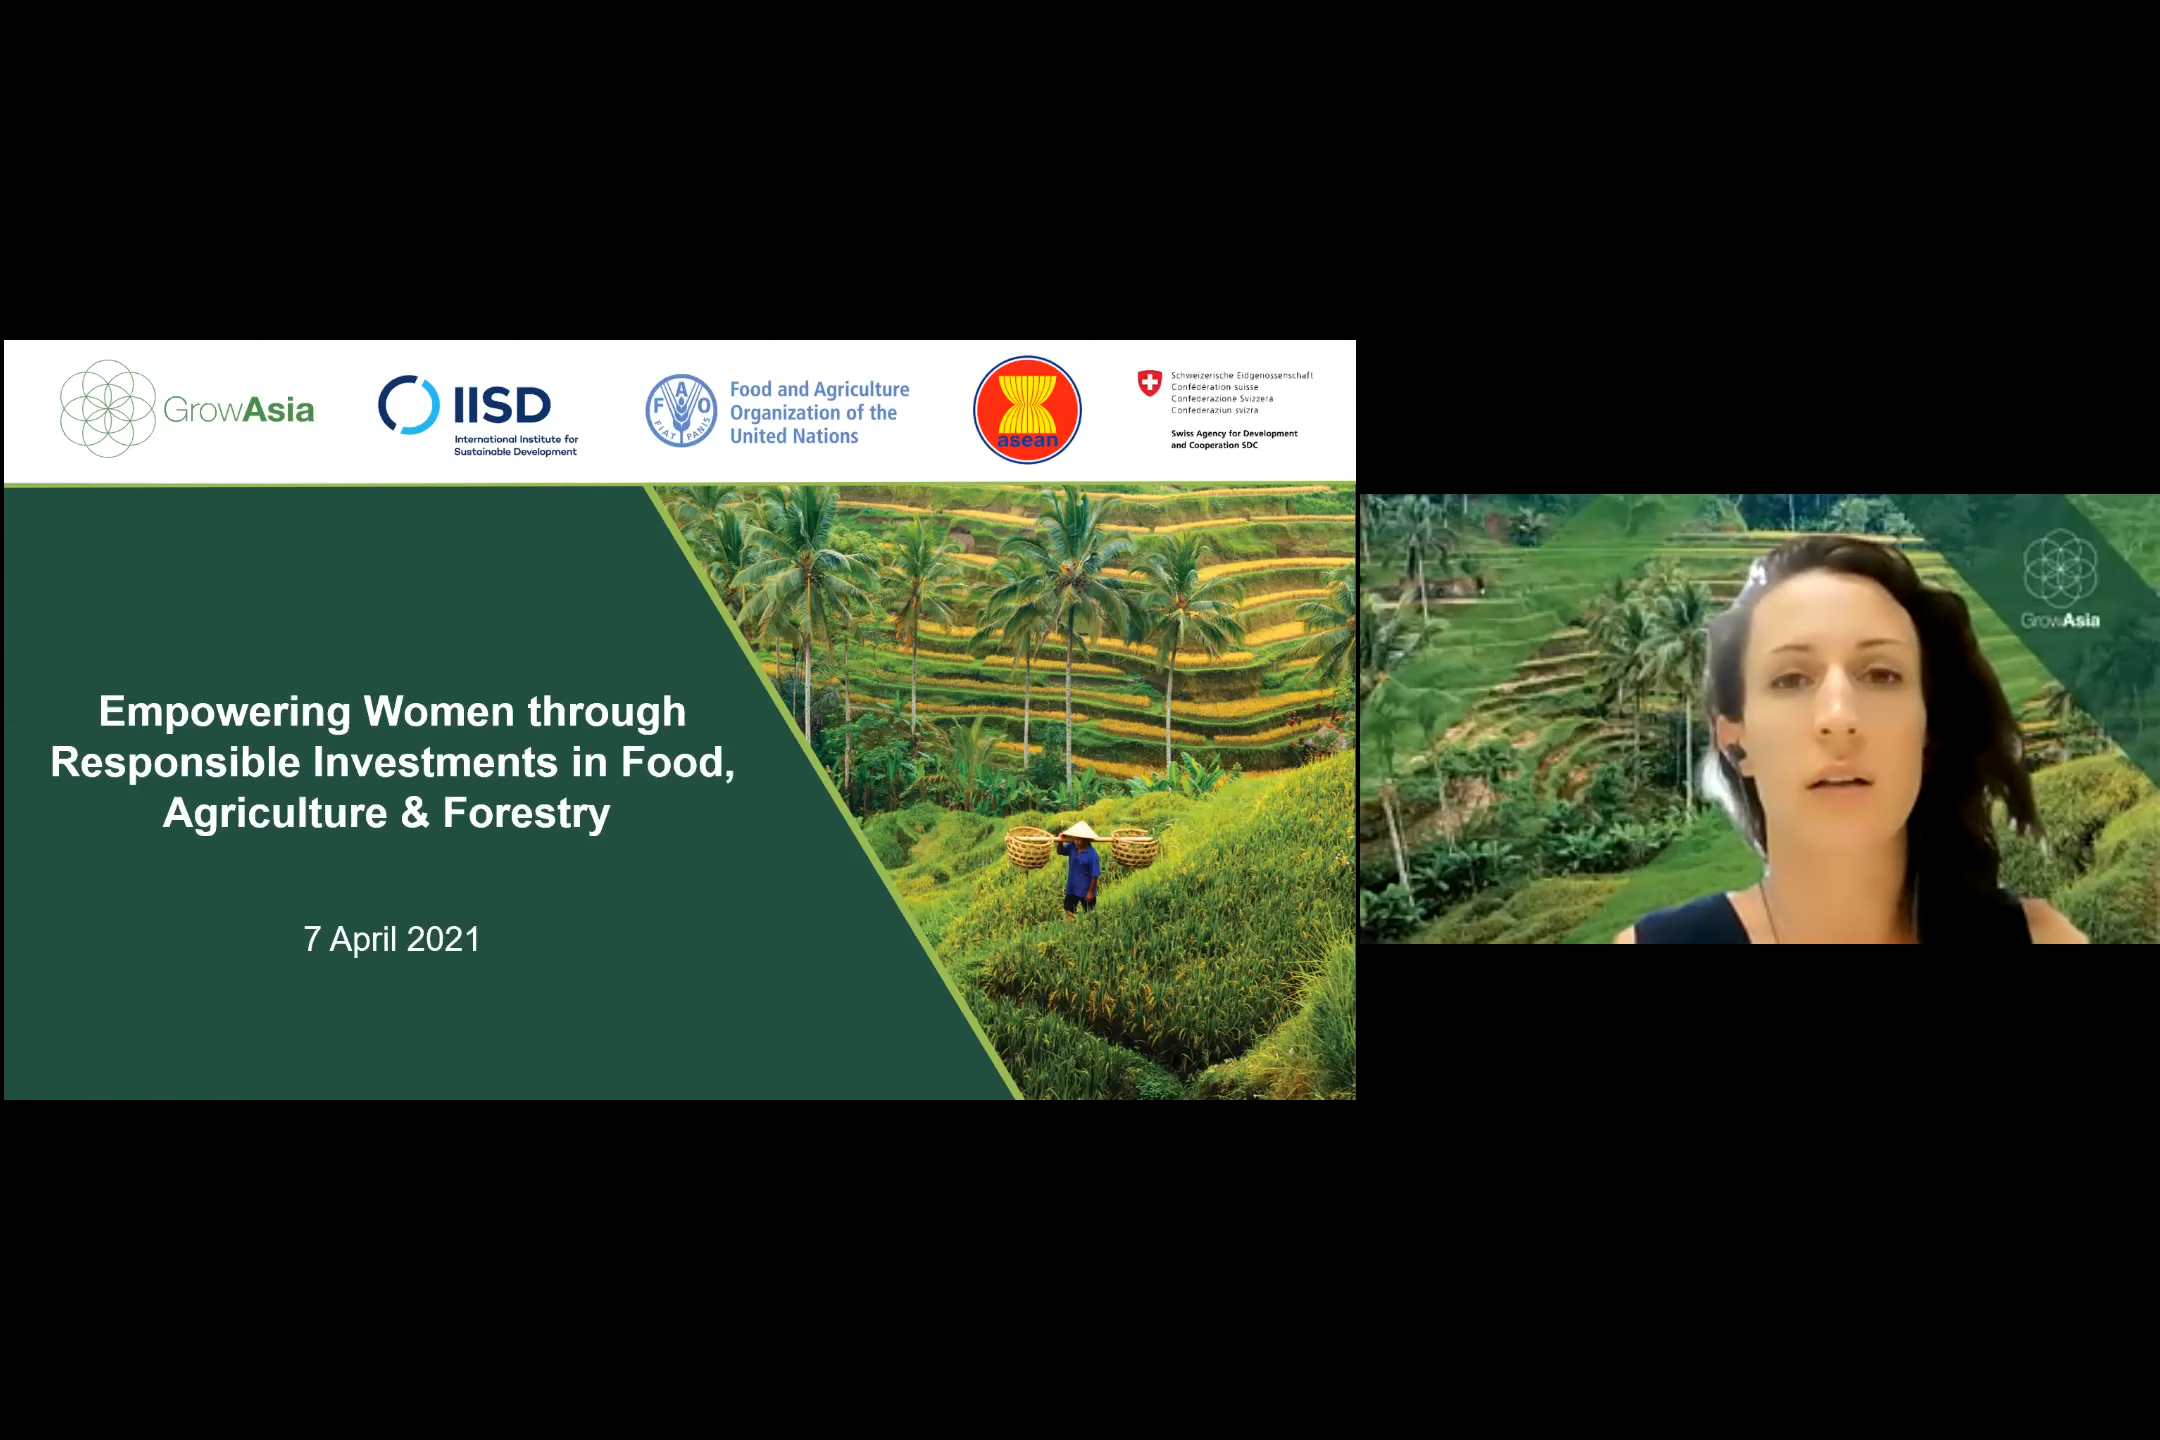 GrowAsia
IISD
International Institute for
Sustainable Development
F A O
FIAT PANIS
Food and Agriculture
Organization of the
United Nations
asean
Schweizerische Eidgenossenschaft
Confédération suisse
Confederazione Svizzera
Confederaziun svizra
Swiss Agency for Development
and Cooperation SDC
Empowering Women through
Responsible Investments in Food,
Agriculture & Forestry
7 April 2021
GrowAsia